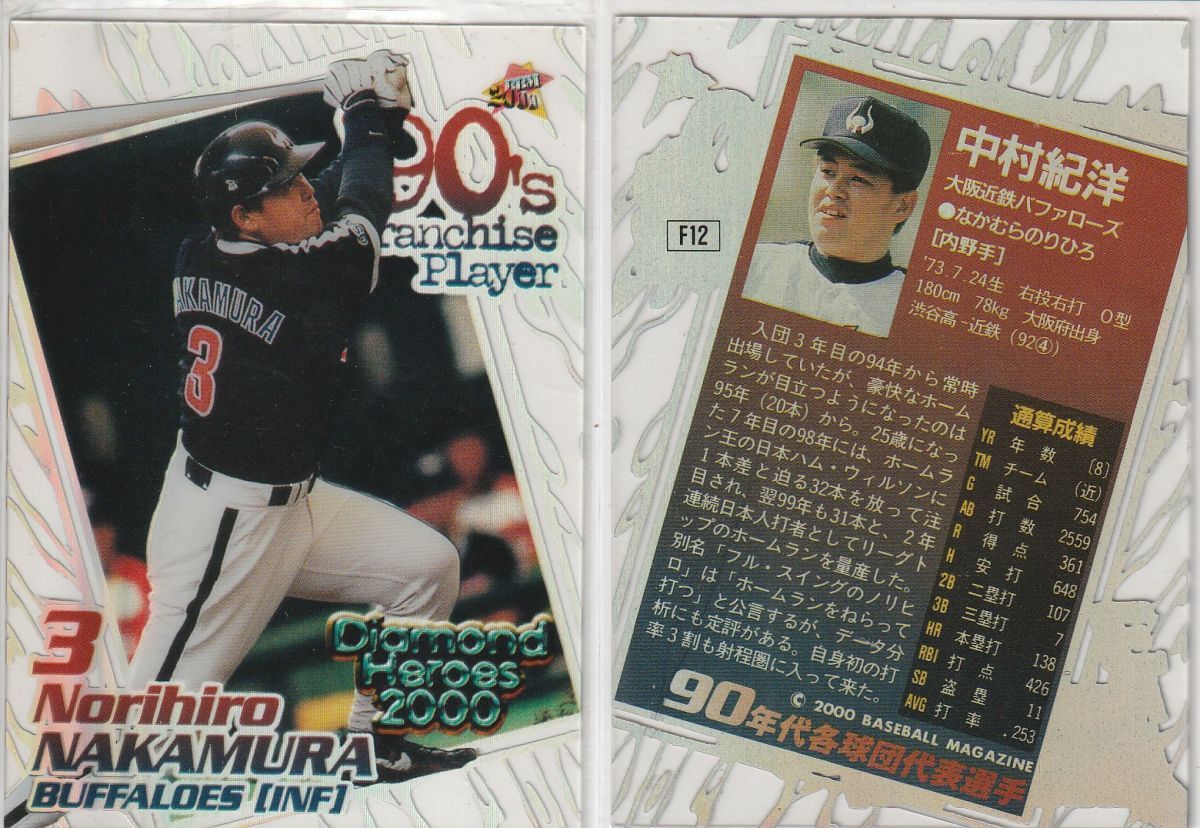 BBM
2000
90's
Franchise
Player
B
NAKAMURA
3
Diamond
Heroes
2000
3
Norihiro
NAKAMURA
BUFFALOES [INF]
F12
中村紀洋
大阪近鉄バファローズ
●なかむらのりひろ
[内野手]
'73.7.24生 右投右打 O型
180cm 78kg 大阪府出身
渋谷高-近鉄（92④）
入団3年目の94年から常時
出場していたが、豪快なホーム
ランが目立つようになったのは
95年（20本）から。25歳になっ
た7年目の98年には、ホームラ
ン王の日本ハム・ウィルソンに
1本差と迫る32本を放って注
目され、翌99年も31本と、2年
連続日本人打者としてリーグト
ップのホームランを量産した。
別名「フル・スイングのノリヒ
ロ」は「ホームランをねらって
打つ」と公言するが、データ分
析にも定評がある。自身初の打
率3割も射程圏に入って来た。
通算成績
YR 年数 [8]
TM チーム （近）
G 試合 754
AB 打数 2559
R 得点 361
H 安打 648
2B 二塁打 107
3B 三塁打 7
HR 本塁打 138
RBI 打点 426
SB 盗塁 11
AVG 打率 .253
© 2000 BASEBALL MAGAZINE
90年代各球団代表選手